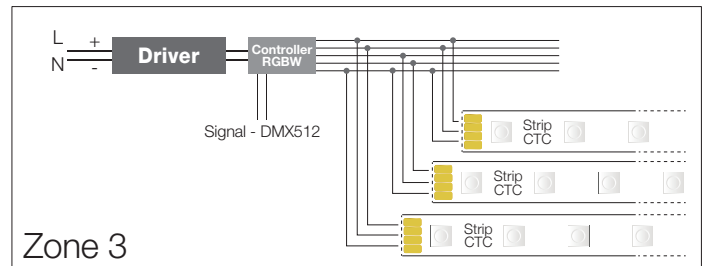 L +
N -
Driver
Controller
RGBW
Signal - DMX512
Strip
CTC
Strip
CTC
Strip
CTC
Zone 3